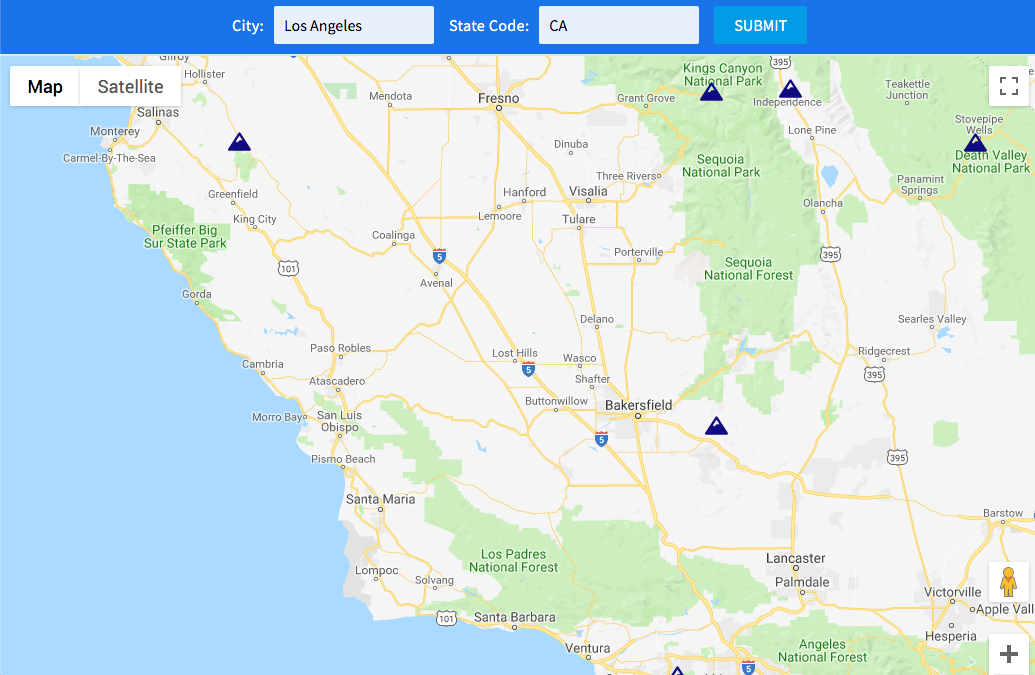 City: Los Angeles State Code: CA SUBMIT
Map Satellite
Gilroy
Hollister
Salinas
Monterey
Carmel-By-The-Sea
Greenfield
King City
Pfeiffer Big
Sur State Park
101
Gorda
Cambria
Paso Robles
Atascadero
Morro Bay
San Luis
Obispo
Pismo Beach
Santa Maria
Lompoc
Solvang
101
Santa Barbara
Ventura
Los Padres
National Forest
Mendota
Fresno
Dinuba
Three Rivers
Hanford
Visalia
Lemoore
Tulare
Coalinga
5
Avenal
Porterville
Delano
Lost Hills
Wasco
5
Shafter
Buttonwillow
Bakersfield
5
Kings Canyon
National Park
Grant Grove
395
Independence
Lone Pine
Sequoia
National Park
Olancha
395
Sequoia
National Forest
Teakettle
Junction
Stovepipe
Wells
Death Valley
National Park
Panamint
Springs
Searles Valley
Ridgecrest
395
395
Barstow
Lancaster
Palmdale
Victorville
Apple Vall
Hesperia
Angeles
National Forest
5